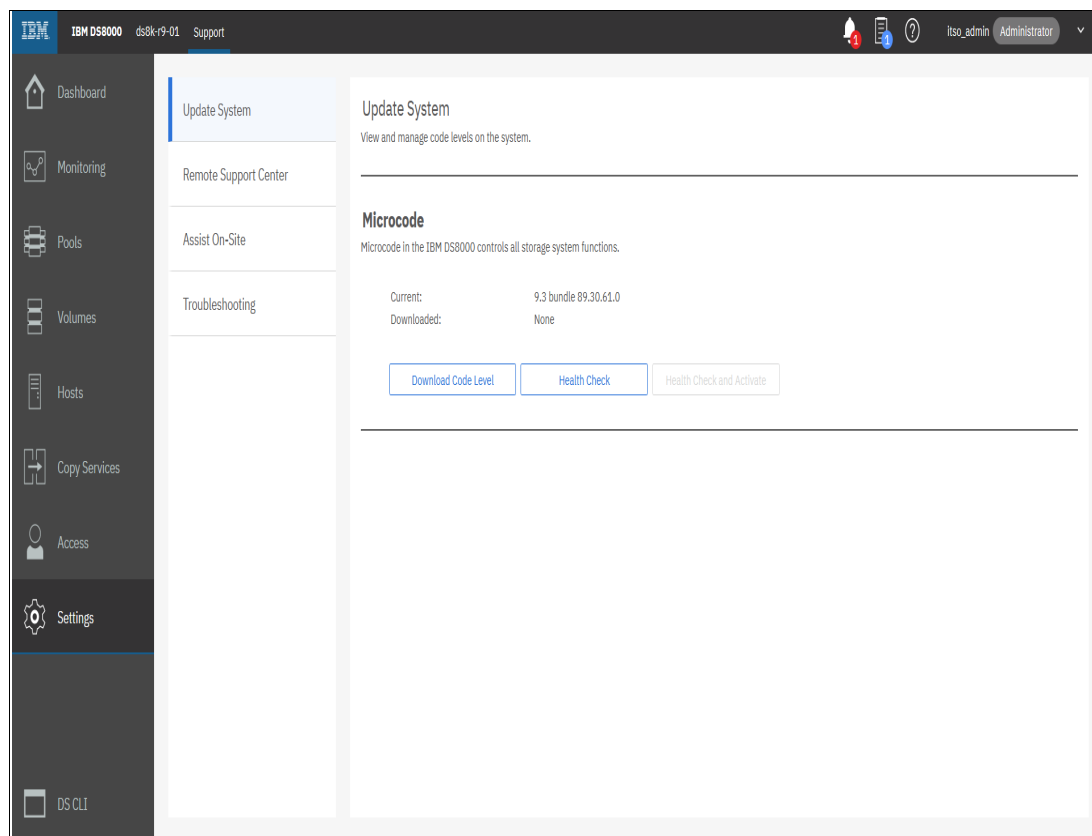 IBM IBM DS8000 ds8k-r9-01 Support 1 1 ? itso_admin Administrator
Dashboard
Monitoring
Pools
Volumes
Hosts
Copy Services
Access
Settings
DS CLI
Update System
Remote Support Center
Assist On-Site
Troubleshooting
Update System
View and manage code levels on the system.
Microcode
Microcode in the IBM DS8000 controls all storage system functions.
Current: 9.3 bundle 89.30.61.0
Downloaded: None
Download Code Level Health Check Health Check and Activate